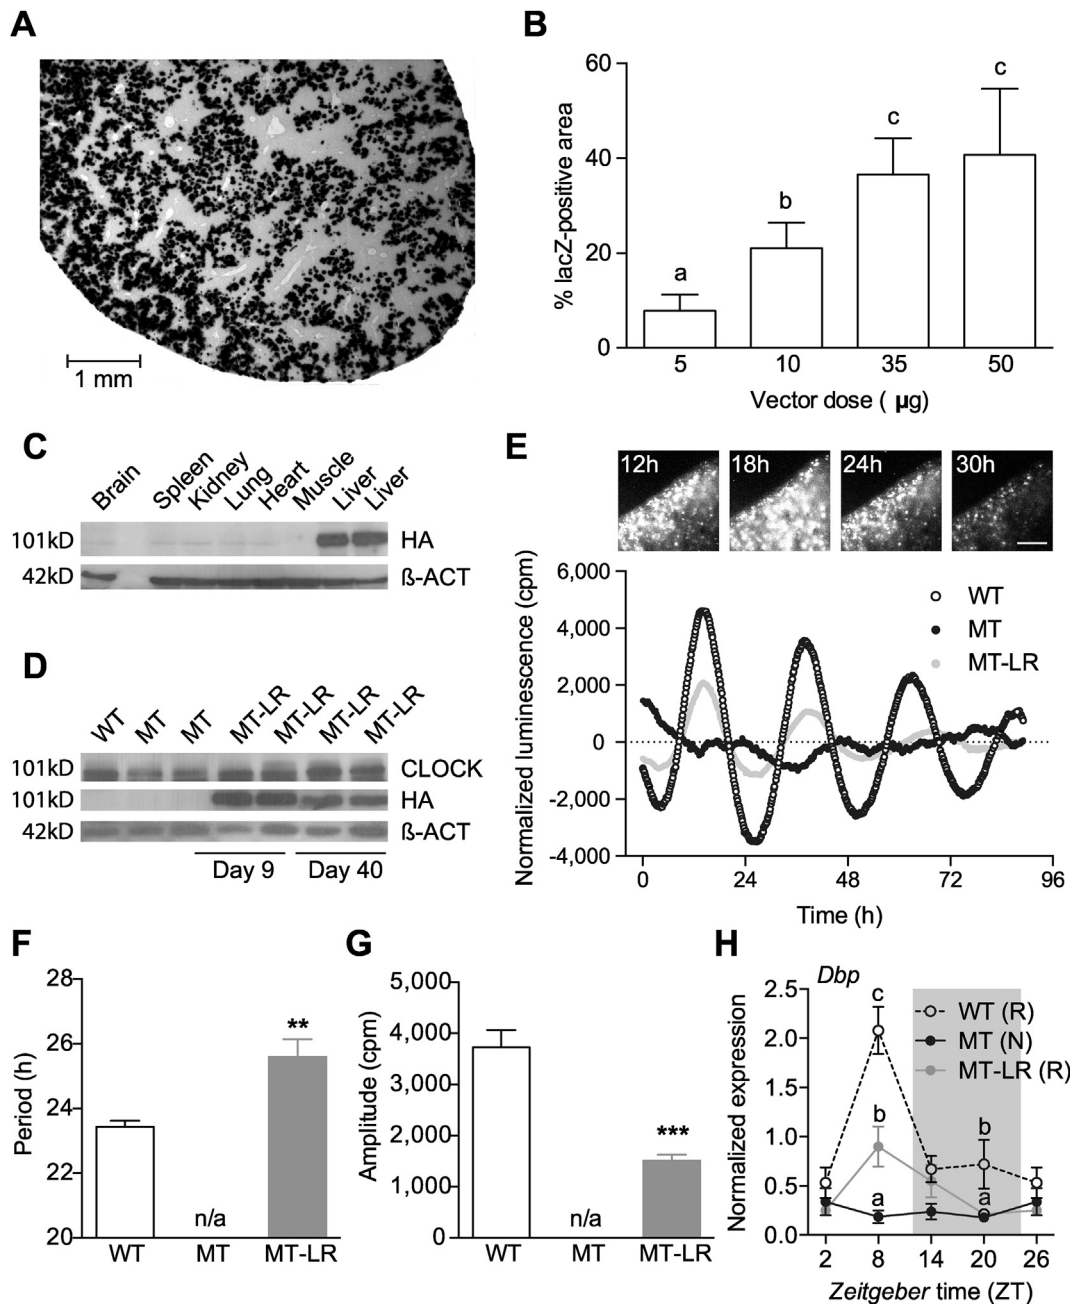 A
1 mm
B
% lacZ-positive area
60
40
20
0
a
b
c
c
5 10 35 50
Vector dose ( µg)
C
Brain Spleen Kidney Lung Heart Muscle Liver Liver
101kD HA
42kD ß-ACT
D
WT MT MT MT-LR MT-LR MT-LR MT-LR
101kD CLOCK
101kD HA
42kD ß-ACT
Day 9 Day 40
E
12h 18h 24h 30h
Normalized luminescence (cpm)
6,000
4,000
2,000
0
-2,000
-4,000
WT
MT
MT-LR
0 24 48 72 96
Time (h)
F
Period (h)
28
26
24
22
20
**
n/a
WT MT MT-LR
G
Amplitude (cpm)
5,000
4,000
3,000
2,000
1,000
0
***
n/a
WT MT MT-LR
H
Dbp
Normalized expression
2.5
2.0
1.5
1.0
0.5
0.0
WT (R)
MT (N)
MT-LR (R)
c
b
a
b
a
2 8 14 20 26
Zeitgeber time (ZT)